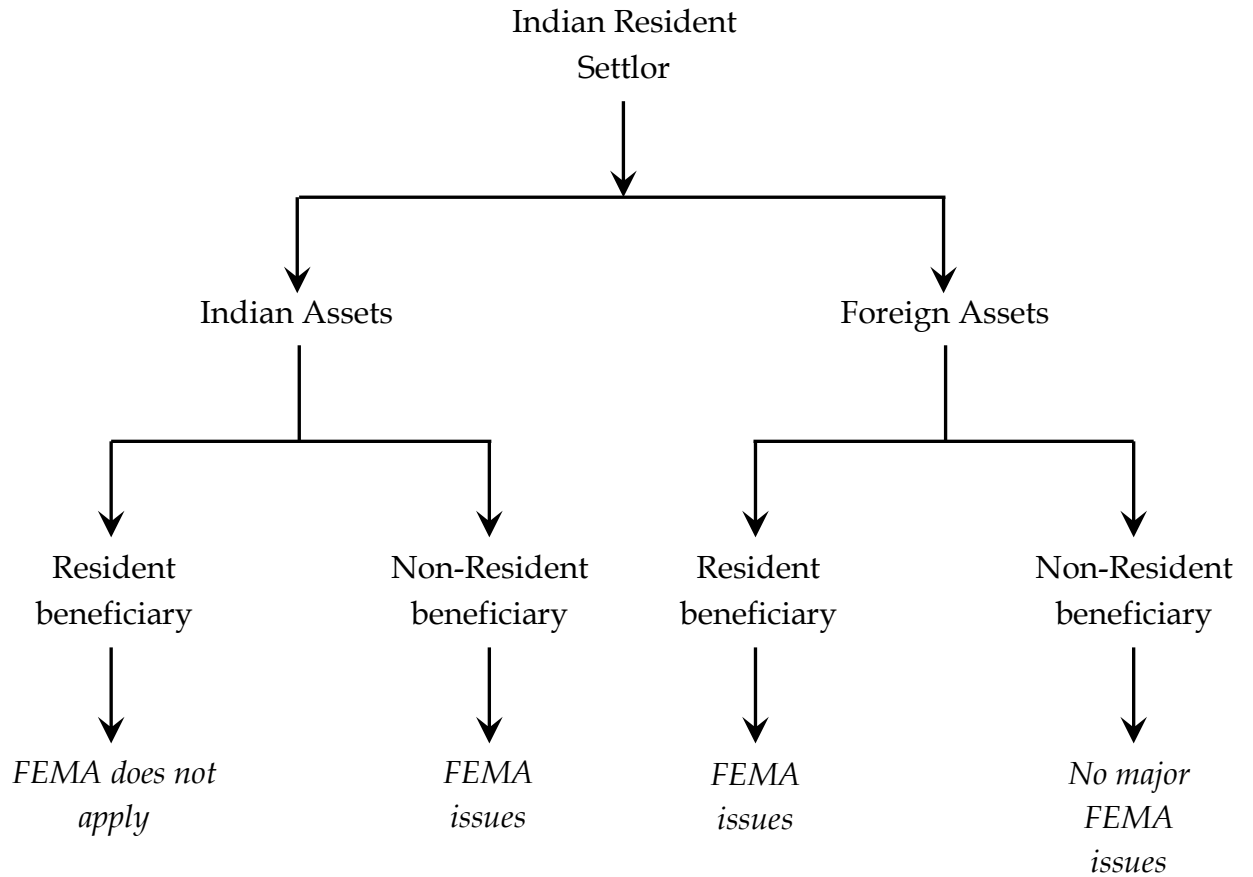 Indian Resident
Settlor
Indian Assets
Foreign Assets
Resident
beneficiary
Non-Resident
beneficiary
Resident
beneficiary
Non-Resident
beneficiary
FEMA does not
apply
FEMA
issues
FEMA
issues
No major
FEMA
issues